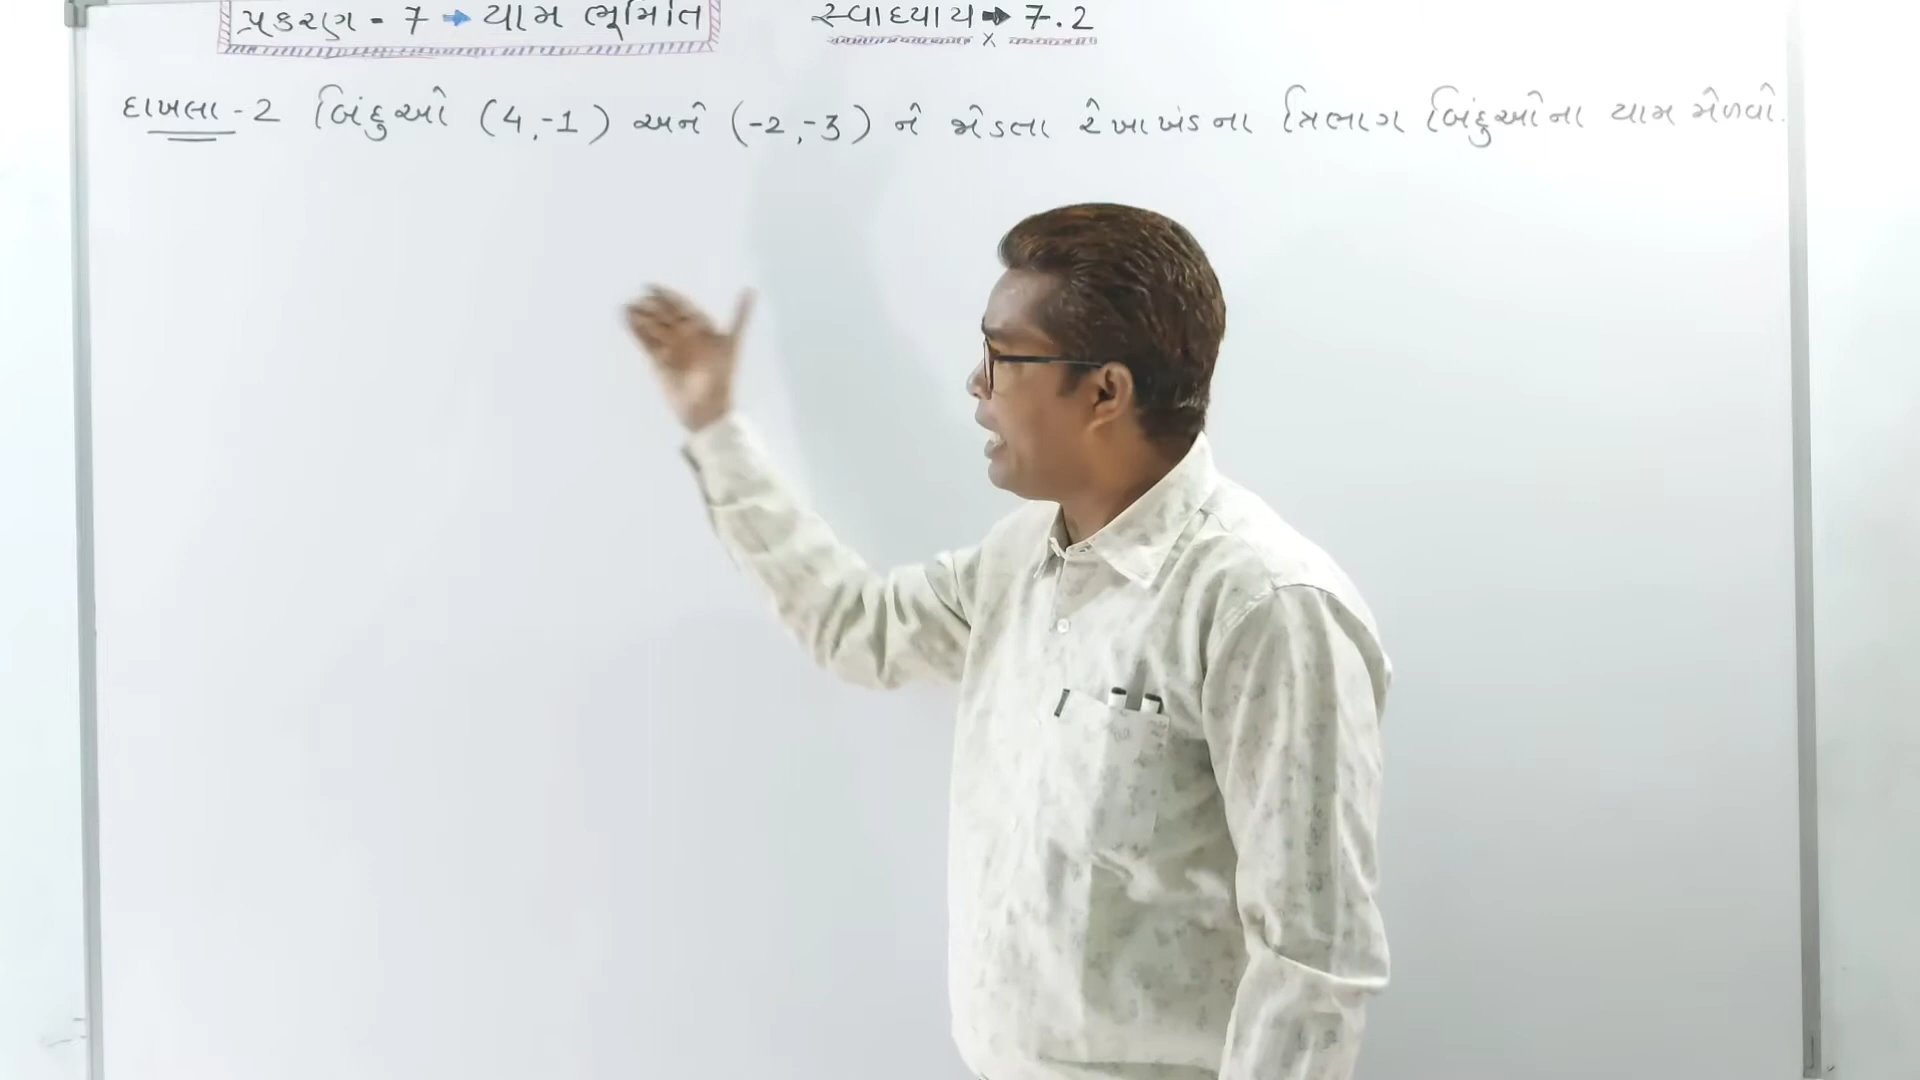 પ્રકરણ - 7 ➡ યામ ભૂમિતિ સ્વાધ્યાય ➡ 7.2
દાખલા - 2 બિંદુઓ (4,-1) અને (-2,-3) ને જોડતા રેખાખંડના ત્રિભાગ બિંદુઓના યામ મેળવો.